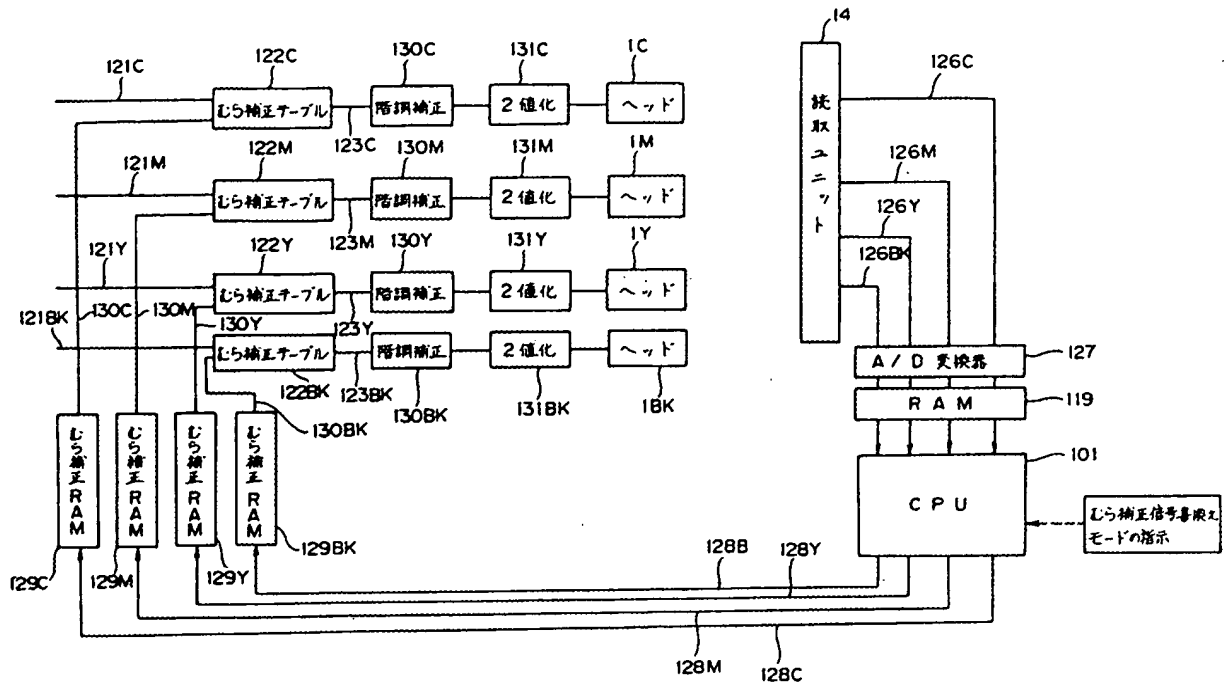 14
121C
122C
130C
131C
1C
126C
むら補正テーブル
階調補正
2値化
ヘッド
読取ユニット
123C
121M
122M
130M
131M
1M
126M
むら補正テーブル
階調補正
2値化
ヘッド
123M
126Y
121Y
122Y
130Y
131Y
1Y
126BK
むら補正テーブル
階調補正
2値化
ヘッド
130C
130M
130Y
123Y
121BK
むら補正テーブル
階調補正
2値化
ヘッド
A/D変換器
127
122BK
123BK
130BK
131BK
1BK
RAM
119
130BK
むら補正RAM
むら補正RAM
むら補正RAM
むら補正RAM
101
CPU
むら補正信号書換え
モードの指示
129C
129M
129Y
129BK
128B
128Y
128M
128C